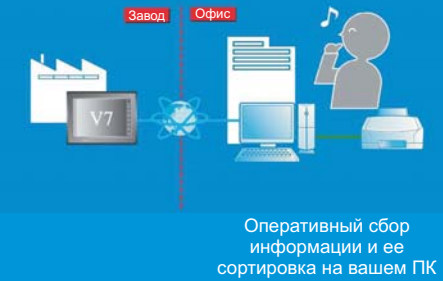 Завод
Офис
V7
Оперативный сбор
информации и ее
сортировка на вашем ПК